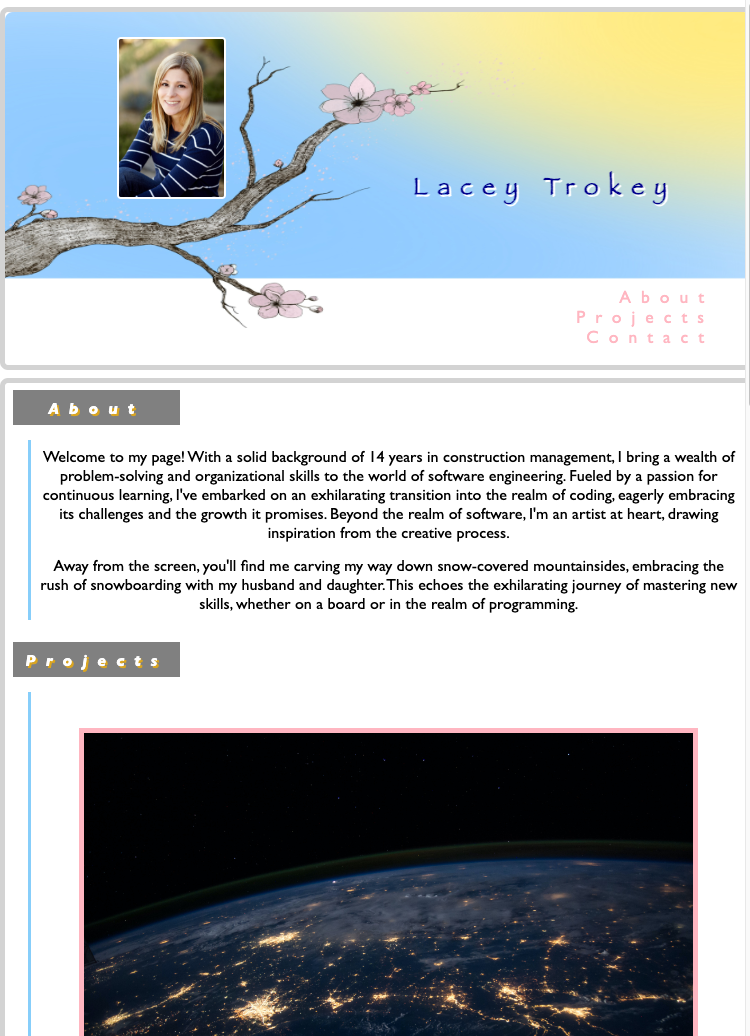 Lacey Trokey
About
Projects
Contact
About
Welcome to my page! With a solid background of 14 years in construction management, I bring a wealth of
problem-solving and organizational skills to the world of software engineering. Fueled by a passion for
continuous learning, I've embarked on an exhilarating transition into the realm of coding, eagerly embracing
its challenges and the growth it promises. Beyond the realm of software, I'm an artist at heart, drawing
inspiration from the creative process.
Away from the screen, you'll find me carving my way down snow-covered mountainsides, embracing the
rush of snowboarding with my husband and daughter. This echoes the exhilarating journey of mastering new
skills, whether on a board or in the realm of programming.
Projects